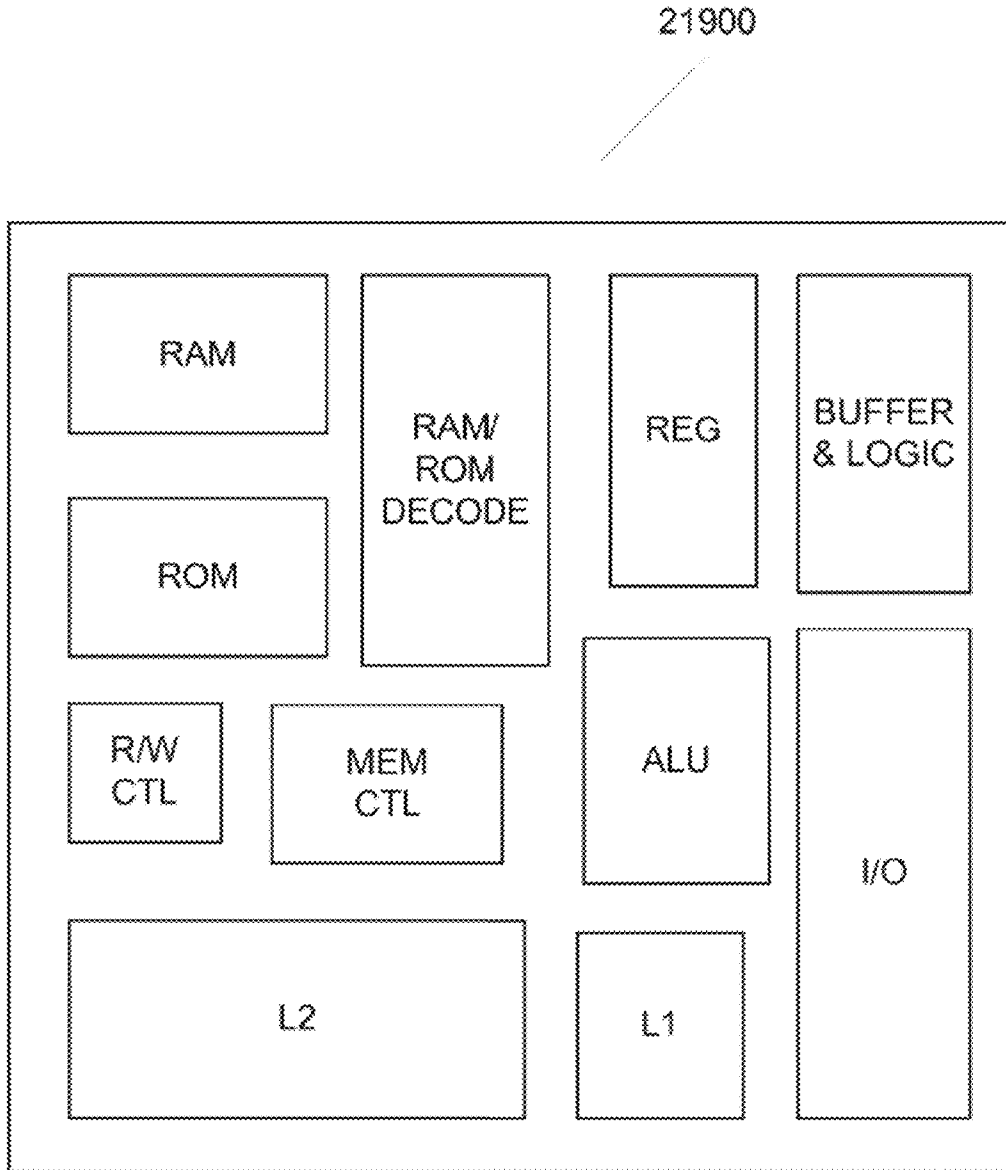 21900
RAM
RAM/
ROM
DECODE
REG
BUFFER
& LOGIC
ROM
R/W
CTL
MEM
CTL
ALU
I/O
L2
L1